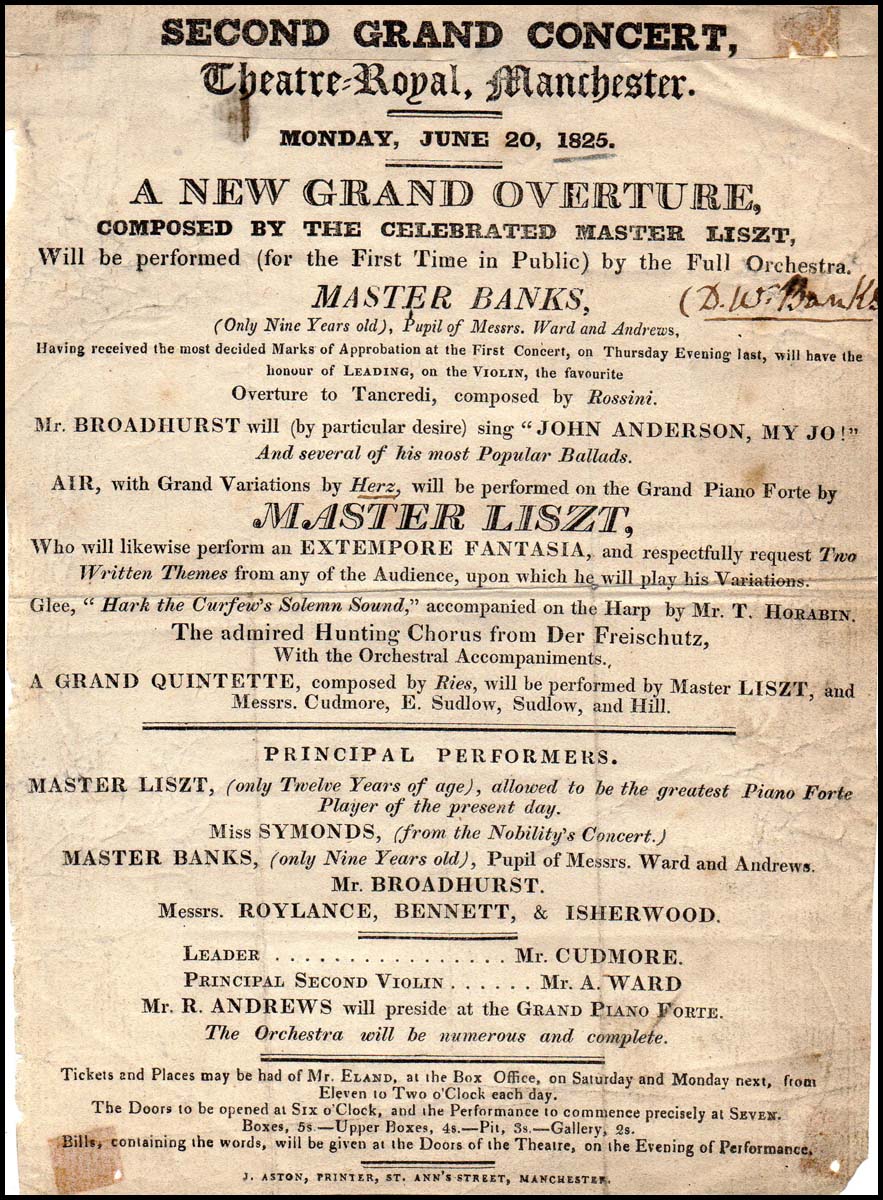 SECOND GRAND CONCERT,
Theatre-Royal, Manchester.
MONDAY, JUNE 20, 1825.
A NEW GRAND OVERTURE,
COMPOSED BY THE CELEBRATED MASTER LISZT,
Will be performed (for the First Time in Public) by the Full Orchestra.
MASTER BANKS,
(D. W. Banks
(Only Nine Years old), Pupil of Messrs. Ward and Andrews,
Having received the most decided Marks of Approbation at the First Concert, on Thursday Evening last, will have the
honour of LEADING, on the VIOLIN, the favourite
Overture to Tancredi, composed by Rossini.
Mr. BROADHURST will (by particular desire) sing "JOHN ANDERSON, MY JO!"
And several of his most Popular Ballads.
AIR, with Grand Variations by Herz, will be performed on the Grand Piano Forte by
MASTER LISZT,
Who will likewise perform an EXTEMPORE FANTASIA, and respectfully request Two
Written Themes from any of the Audience, upon which he will play his Variations.
Glee, "Hark the Curfew's Solemn Sound," accompanied on the Harp by Mr. T. HORABIN.
The admired Hunting Chorus from Der Freischutz,
With the Orchestral Accompaniments.
A GRAND QUINTETTE, composed by Ries, will be performed by Master LISZT, and
Messrs. Cudmore, E. Sudlow, Sudlow, and Hill.
PRINCIPAL PERFORMERS.
MASTER LISZT, (only Twelve Years of age), allowed to be the greatest Piano Forte
Player of the present day.
Miss SYMONDS, (from the Nobility's Concert.)
MASTER BANKS, (only Nine Years old), Pupil of Messrs. Ward and Andrews.
Mr. BROADHURST.
Messrs. ROYLANCE, BENNETT, & ISHERWOOD.
LEADER . . . . . . . . . . . . . . . . Mr. CUDMORE.
PRINCIPAL SECOND VIOLIN . . . . . . Mr. A. WARD
Mr. R. ANDREWS will preside at the GRAND PIANO FORTE.
The Orchestra will be numerous and complete.
Tickets and Places may be had of Mr. ELAND, at the Box Office, on Saturday and Monday next, from
Eleven to Two o'Clock each day.
The Doors to be opened at SIX o'Clock, and the Performance to commence precisely at SEVEN.
Boxes, 5s.—Upper Boxes, 4s.—Pit, 3s.—Gallery, 2s.
Bills, containing the words, will be given at the Doors of the Theatre, on the Evening of Performance.
J. ASTON, PRINTER, ST. ANN'S STREET, MANCHESTER.